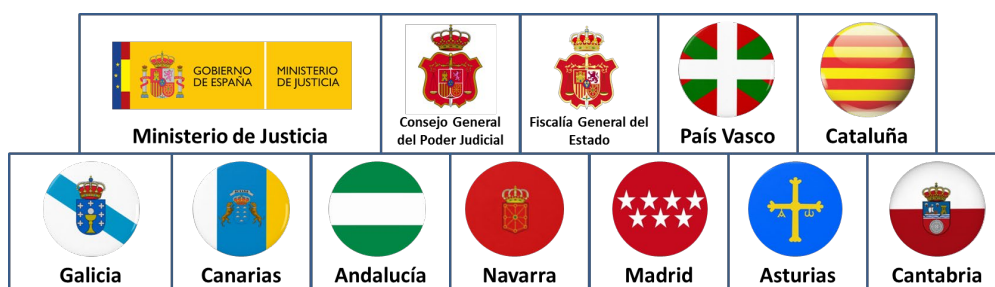 GOBIERNO
DE ESPAÑA
MINISTERIO
DE JUSTICIA
Ministerio de Justicia
Consejo General
del Poder Judicial
Fiscalía General del
Estado
País Vasco
Cataluña
Galicia
Canarias
Andalucía
Navarra
Madrid
Asturias
Cantabria